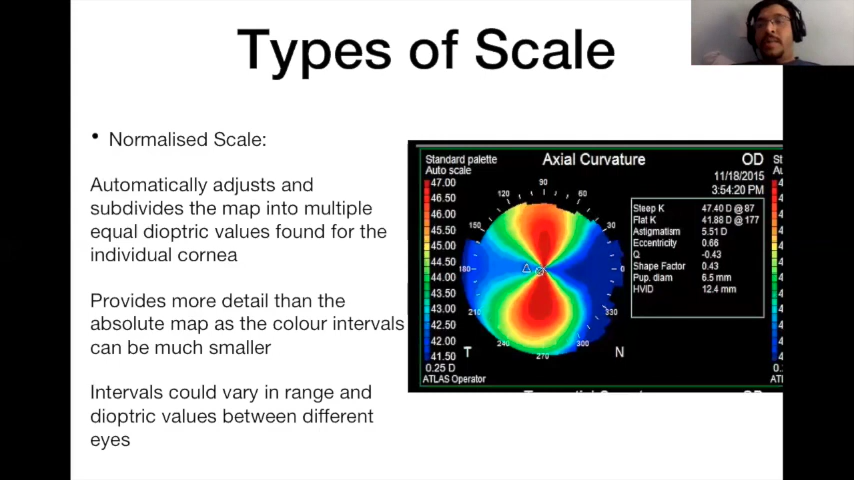 Types of Scale
• Normalised Scale:
Automatically adjusts and
subdivides the map into multiple
equal dioptric values found for the
individual cornea
Provides more detail than the
absolute map as the colour intervals
can be much smaller
Intervals could vary in range and
dioptric values between different
eyes
Standard palette
Auto scale
Axial Curvature
OD
11/18/2015
3:54:20 PM
47.00
46.50
46.00
45.50
45.00
44.50
44.00
43.50
43.00
42.50
42.00
41.50
0.25 D
ATLAS Operator
90
120
60
150
30
180
0
210
330
240
300
270
T
N
Steep K 47.40 D @ 87
Flat K 41.88 D @ 177
Astigmatism 5.51 D
Eccentricity 0.66
Q -0.43
Shape Factor 0.43
Pup. diam 6.5 mm
HVID 12.4 mm